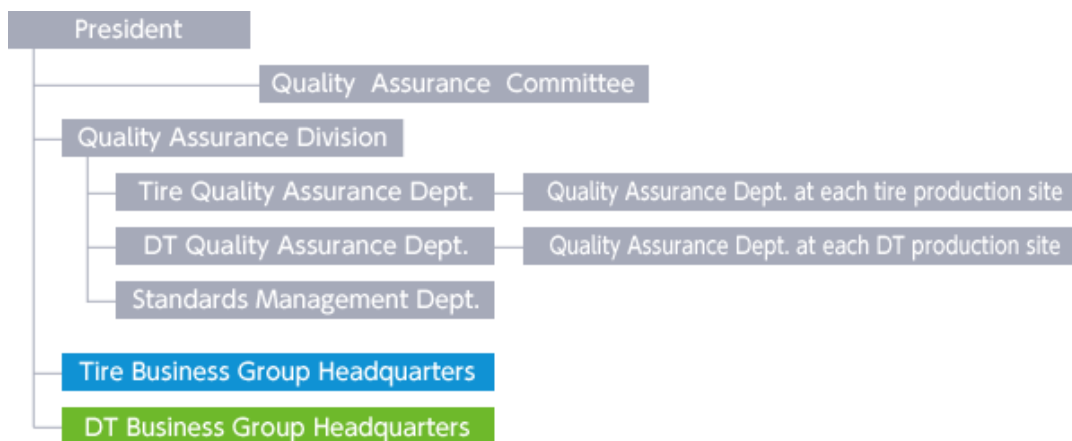 President
Quality Assurance Committee
Quality Assurance Division
Tire Quality Assurance Dept.
Quality Assurance Dept. at each tire production site
DT Quality Assurance Dept.
Quality Assurance Dept. at each DT production site
Standards Management Dept.
Tire Business Group Headquarters
DT Business Group Headquarters